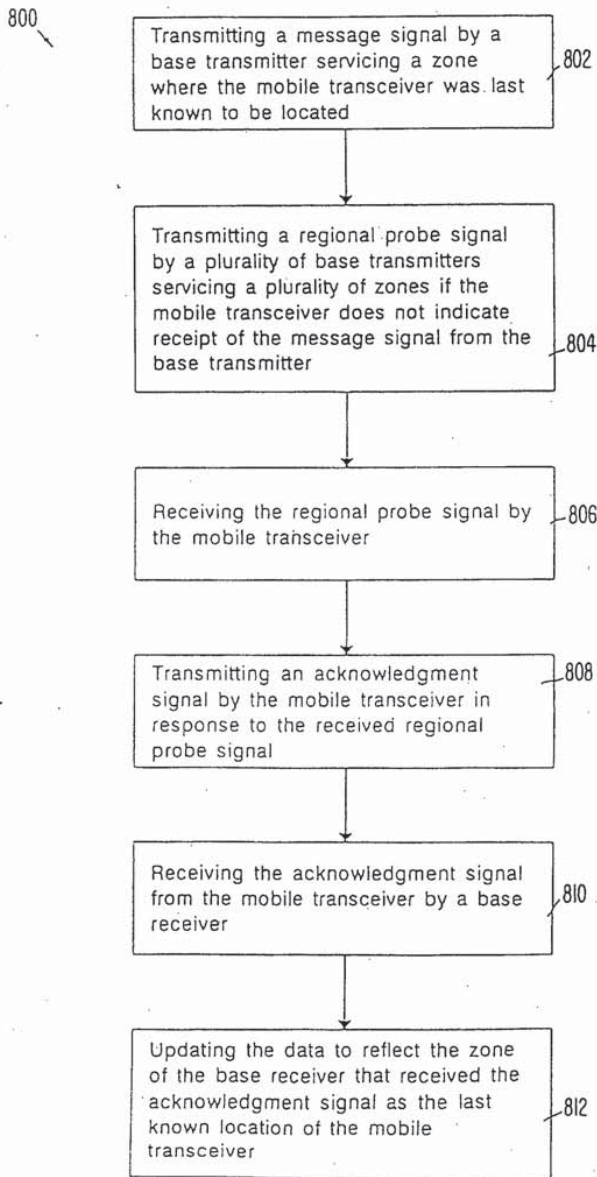 800
Transmitting a message signal by a
base transmitter servicing a zone
where the mobile transceiver was last
known to be located
802
Transmitting a regional probe signal
by a plurality of base transmitters
servicing a plurality of zones if the
mobile transceiver does not indicate
receipt of the message signal from the
base transmitter
804
Receiving the regional probe signal by
the mobile transceiver
806
Transmitting an acknowledgment
signal by the mobile transceiver in
response to the received regional
probe signal
808
Receiving the acknowledgment signal
from the mobile transceiver by a base
receiver
810
Updating the data to reflect the zone
of the base receiver that received the
acknowledgment signal as the last
known location of the mobile
transceiver
812